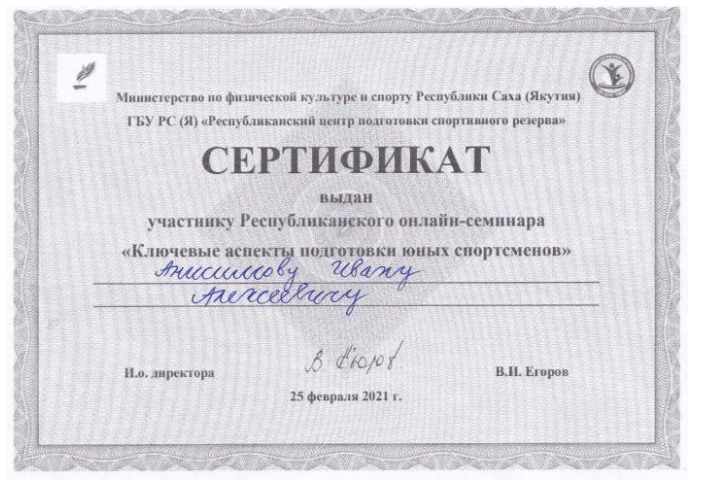 Министерство по физической культуре и спорту Республики Саха (Якутия)
ГБУ РС (Я) «Республиканский центр подготовки спортивного резерва»
СЕРТИФИКАТ
выдан
участнику Республиканского онлайн-семинара
«Ключевые аспекты подготовки юных спортсменов»
Анисимову Ивану
Алексеевичу
И.о. директора
В.И. Егоров
25 февраля 2021 г.